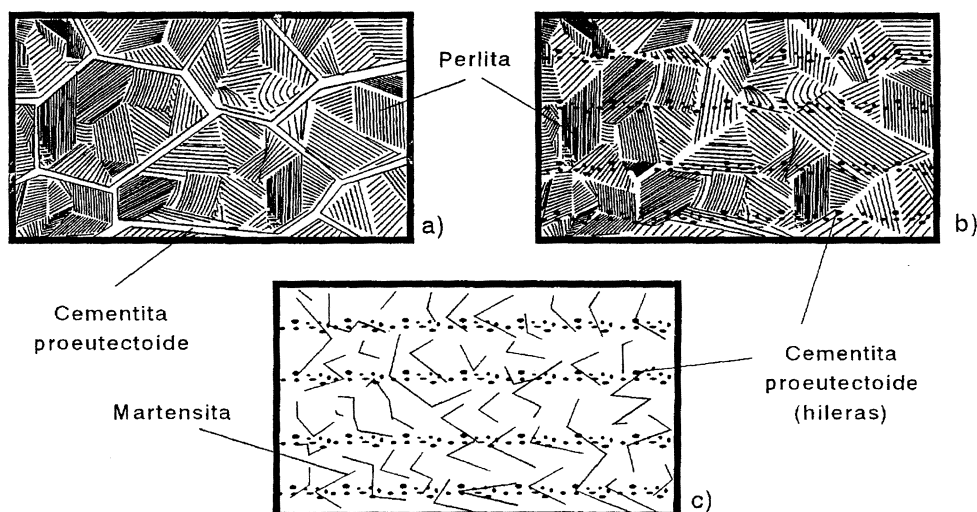 Perlita
a)
b)
Cementita
proeutectoide
Cementita
proeutectoide
(hileras)
Martensita
c)